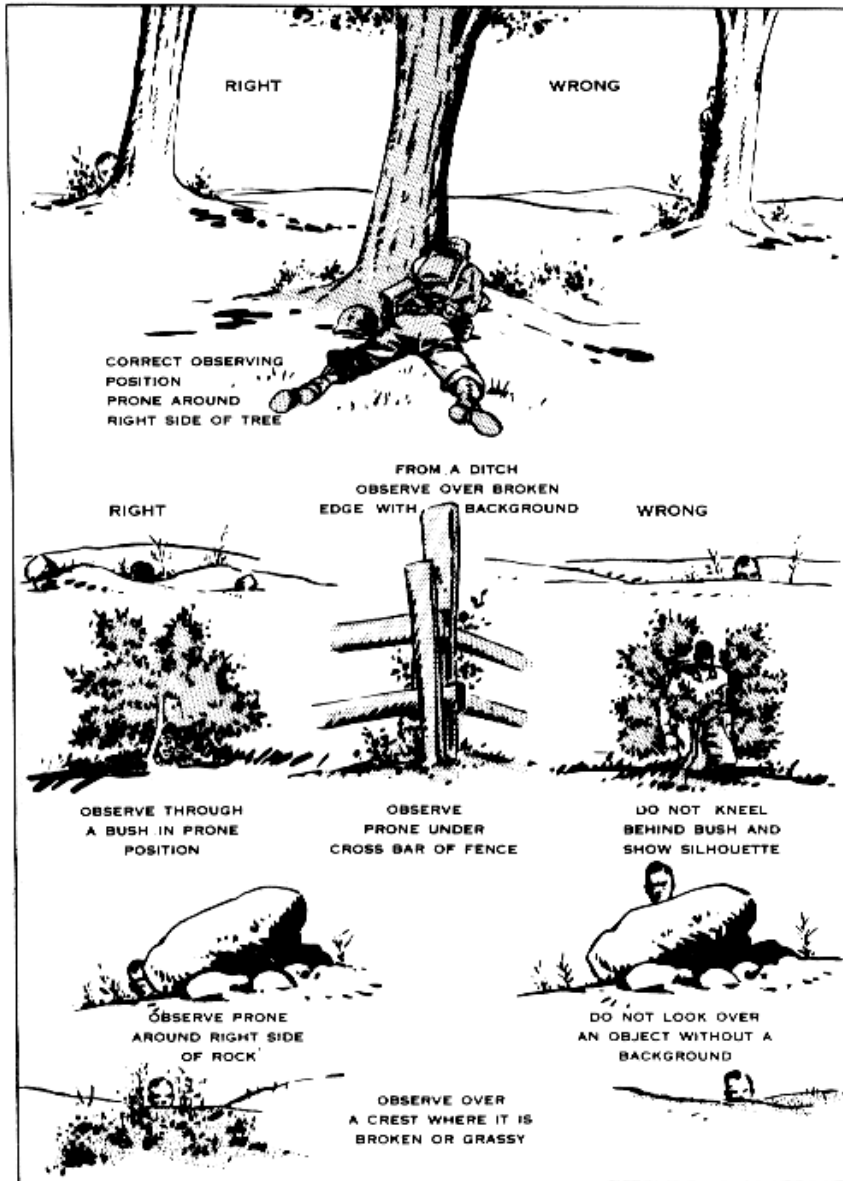 RIGHT
WRONG
CORRECT OBSERVING
POSITION
PRONE AROUND
RIGHT SIDE OF TREE
FROM A DITCH
OBSERVE OVER BROKEN
EDGE WITH BACKGROUND
RIGHT
WRONG
OBSERVE THROUGH
A BUSH IN PRONE
POSITION
OBSERVE
PRONE UNDER
CROSS BAR OF FENCE
DO NOT KNEEL
BEHIND BUSH AND
SHOW SILHOUETTE
OBSERVE PRONE
AROUND RIGHT SIDE
OF ROCK
DO NOT LOOK OVER
AN OBJECT WITHOUT A
BACKGROUND
OBSERVE OVER
A CREST WHERE IT IS
BROKEN OR GRASSY